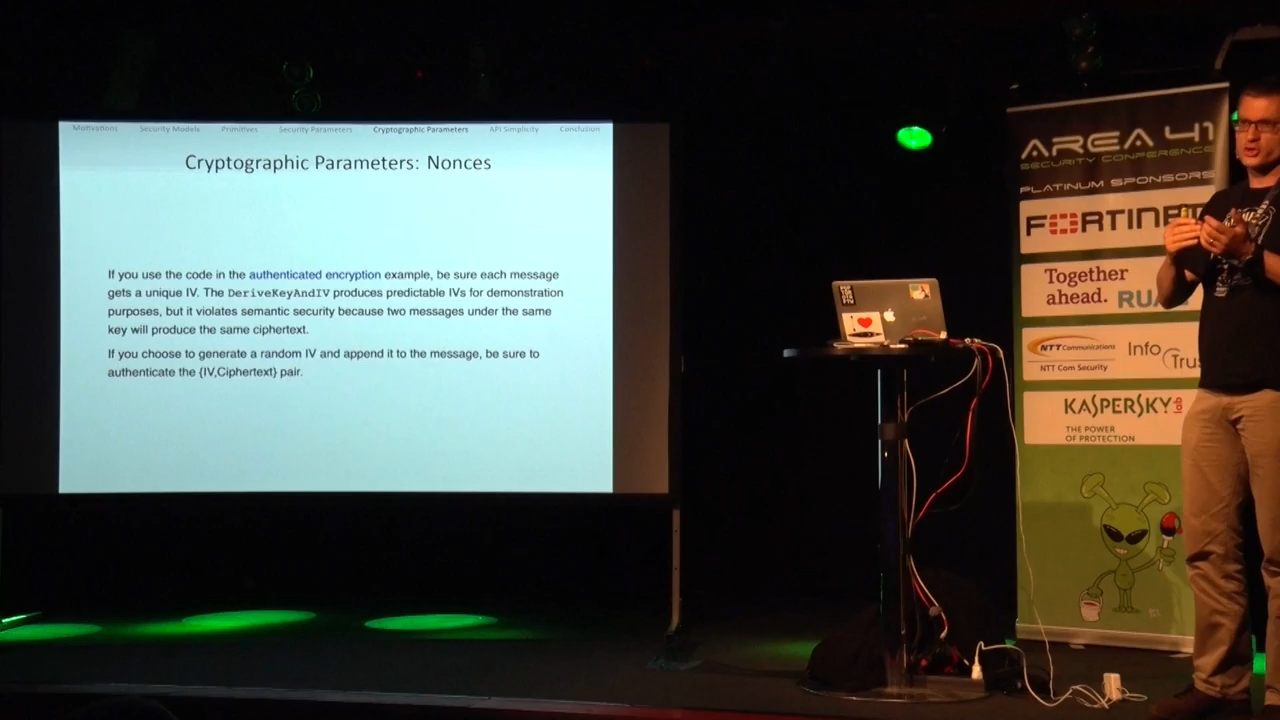 Motivations Security Models Primitives Security Parameters Cryptographic Parameters API Simplicity Conclusion
Cryptographic Parameters: Nonces
If you use the code in the authenticated encryption example, be sure each message
gets a unique IV. The DeriveKeyAndIV produces predictable IVs for demonstration
purposes, but it violates semantic security because two messages under the same
key will produce the same ciphertext.
If you choose to generate a random IV and append it to the message, be sure to
authenticate the {IV,Ciphertext} pair.
AREA 41
SECURITY CONFERENCE
PLATINUM SPONSORS
FORTINET
Together
ahead. RUA
NTT Communications
NTT Com Security
Info
Trus
KASPERSKY lab
THE POWER
OF PROTECTION
I